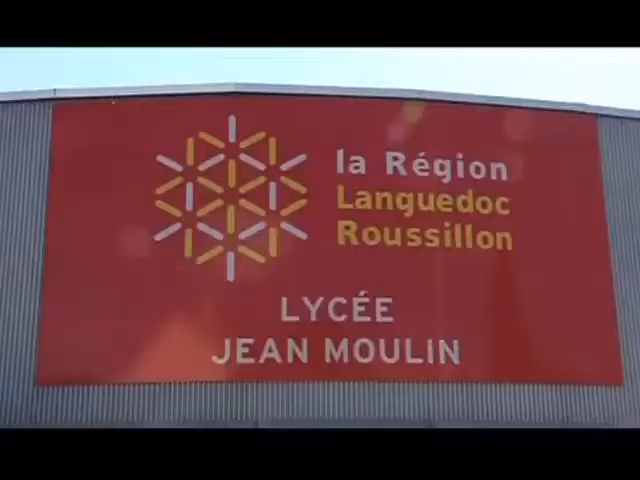 la Région
Languedoc
Roussillon
LYCÉE
JEAN MOULIN